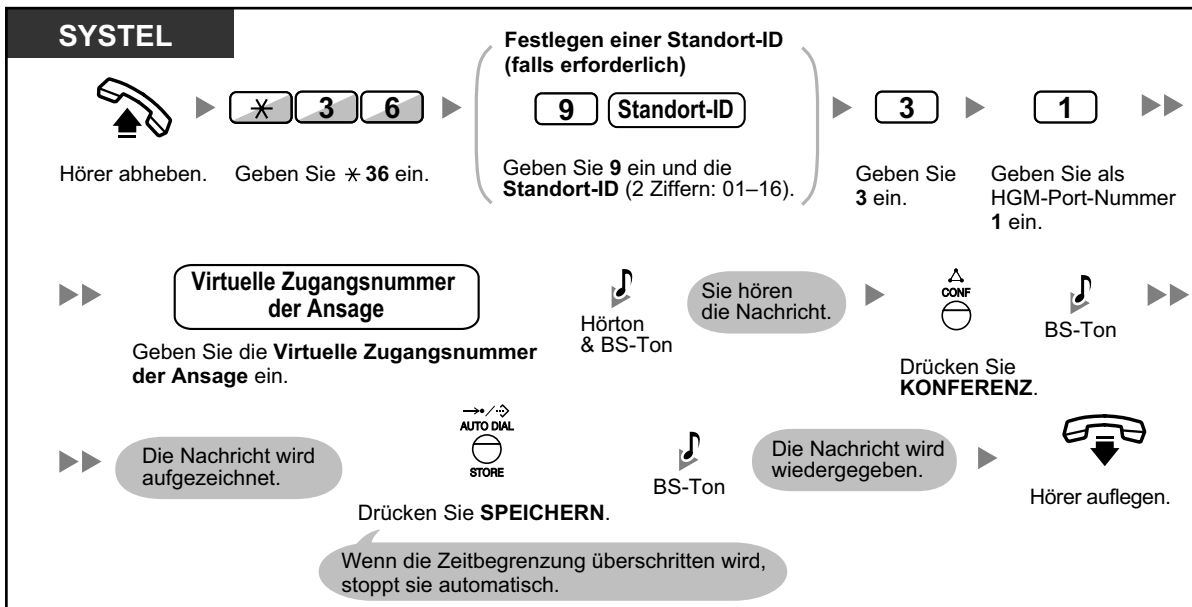 SYSTEL
Festlegen einer Standort-ID
(falls erforderlich)
✳ 3 6
9 Standort-ID
3
1
Hörer abheben.
Geben Sie ✳ 36 ein.
Geben Sie 9 ein und die
Standort-ID (2 Ziffern: 01–16).
Geben Sie
3 ein.
Geben Sie als
HGM-Port-Nummer
1 ein.
Virtuelle Zugangsnummer
der Ansage
Geben Sie die Virtuelle Zugangsnummer
der Ansage ein.
Hörton
& BS-Ton
Sie hören
die Nachricht.
CONF
Drücken Sie
KONFERENZ.
BS-Ton
Die Nachricht wird
aufgezeichnet.
AUTO DIAL
STORE
Drücken Sie SPEICHERN.
Wenn die Zeitbegrenzung überschritten wird,
stoppt sie automatisch.
BS-Ton
Die Nachricht wird
wiedergegeben.
Hörer auflegen.